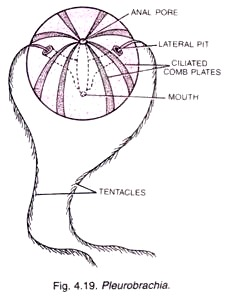 ANAL PORE
LATERAL PIT
CILIATED
COMB PLATES
MOUTH
TENTACLES
Fig. 4.19. Pleurobrachia.